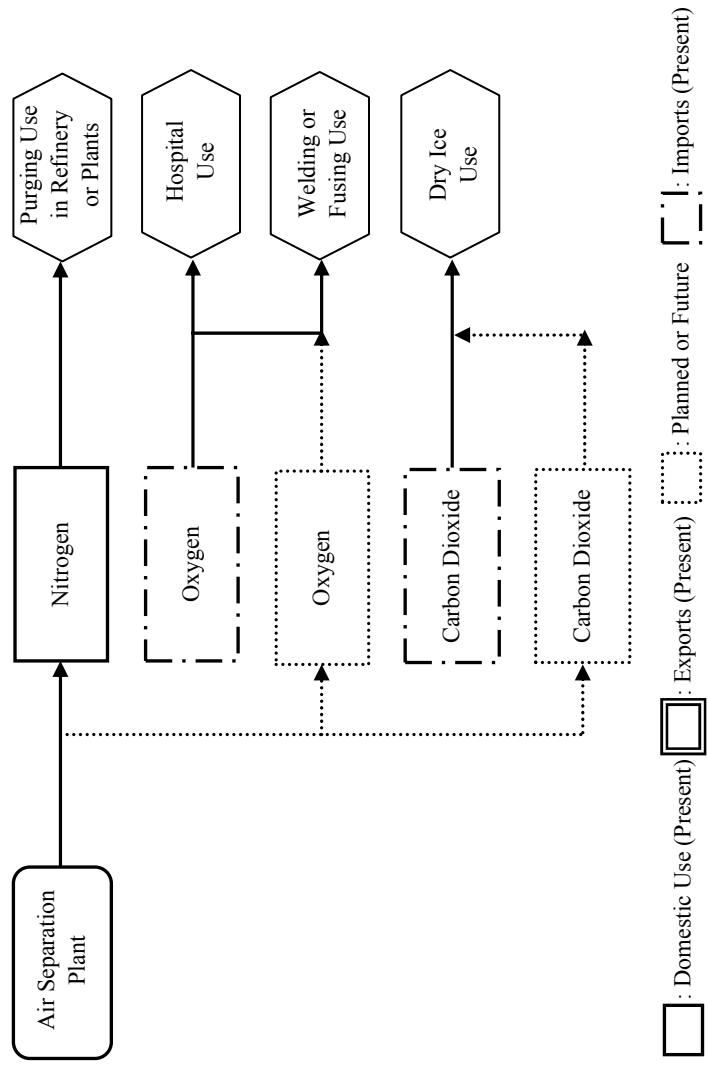 Air Separation
Plant
Nitrogen
Purging Use
in Refinery
or Plants
Oxygen
Hospital
Use
Oxygen
Welding or
Fusing Use
Carbon Dioxide
Dry Ice
Use
Carbon Dioxide
: Domestic Use (Present)
: Exports (Present)
: Planned or Future
: Imports (Present)